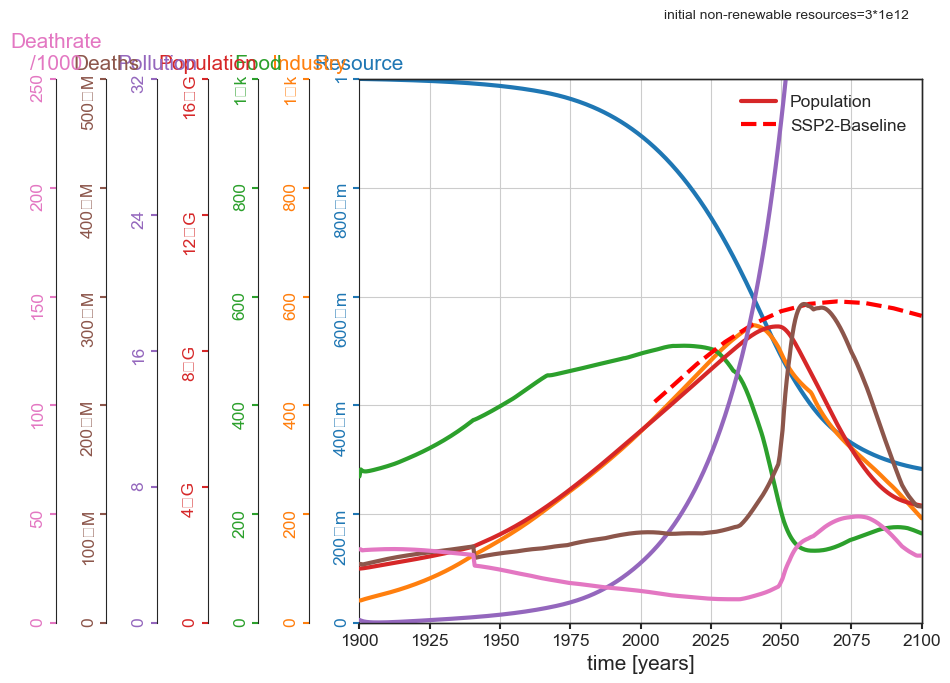 initial non-renewable resources=3*1e12
Deathrate
/1000
Deaths
Pollution
Population
Food
Industry
Resource
250
200
150
100
50
0
500□M
400□M
300□M
200□M
100□M
0
32
24
16
8
0
16□G
12□G
8□G
4□G
0
1□k
800
600
400
200
0
1□k
800
600
400
200
0
1
800□m
600□m
400□m
200□m
0
Population
SSP2-Baseline
1900 1925 1950 1975 2000 2025 2050 2075 2100
time [years]